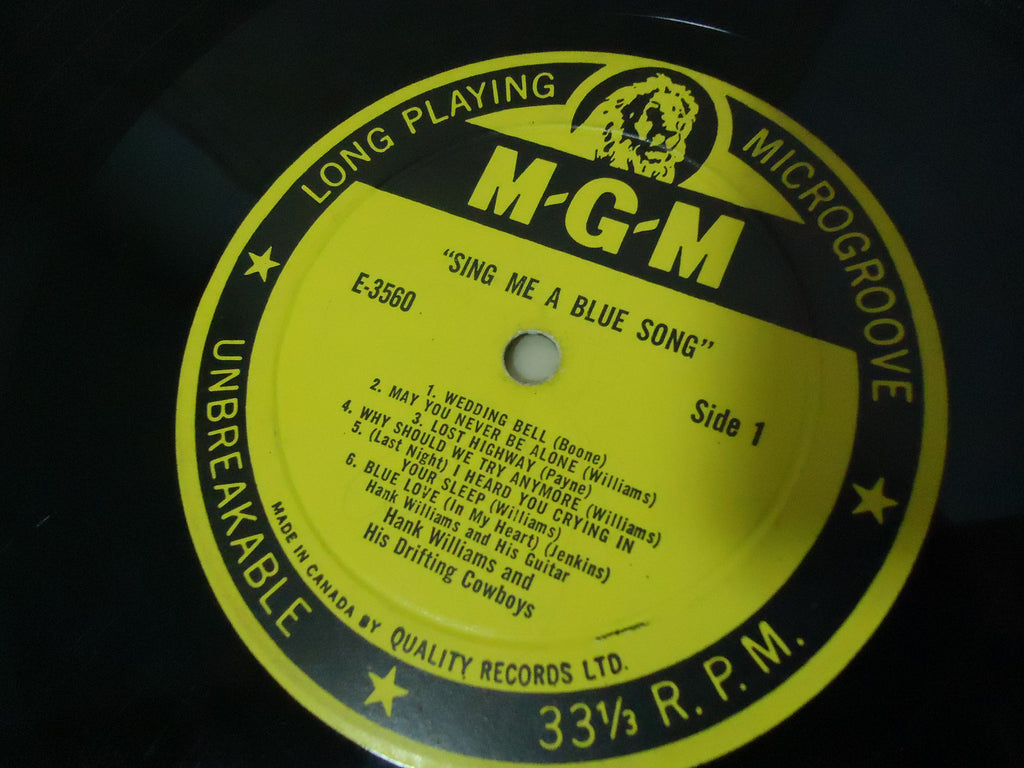 LONG PLAYING
MICROGROOVE
M-G-M
"SING ME A BLUE SONG"
E-3560
Side 1
1. WEDDING BELL (Boone)
2. MAY YOU NEVER BE ALONE (Williams)
3. LOST HIGHWAY (Payne)
4. WHY SHOULD WE TRY ANYMORE (Williams)
5. (Last Night) I HEARD YOU CRYING IN
YOUR SLEEP (Williams)
6. BLUE LOVE (In My Heart) (Jenkins)
Hank Williams and His Guitar
Hank Williams and
His Drifting Cowboys
MADE IN CANADA BY QUALITY RECORDS LTD.
UNBREAKABLE
33⅓ R.P.M.